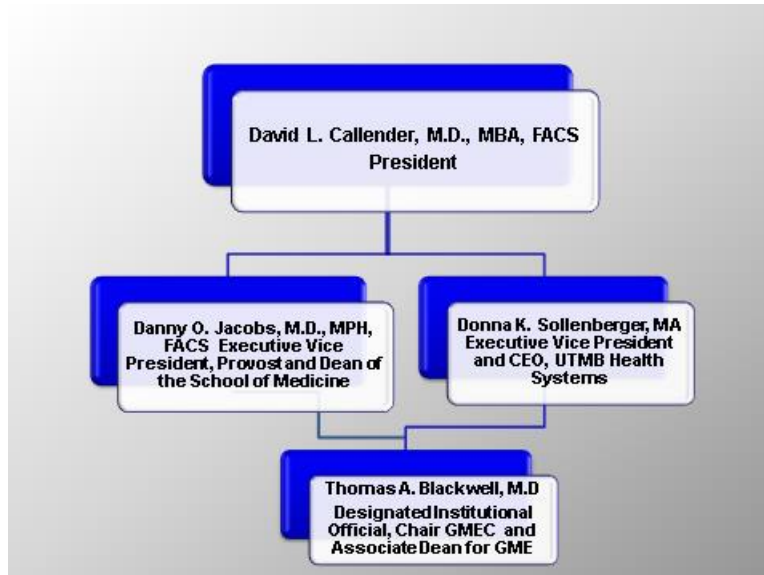 David L. Callender, M.D., MBA, FACS
President
Danny O. Jacobs, M.D., MPH,
FACS Executive Vice
President, Provost and Dean of
the School of Medicine
Donna K. Sollenberger, MA
Executive Vice President
and CEO, UTMB Health
Systems
Thomas A. Blackwell, M.D
Designated Institutional
Official, Chair GMEC and
Associate Dean for GME